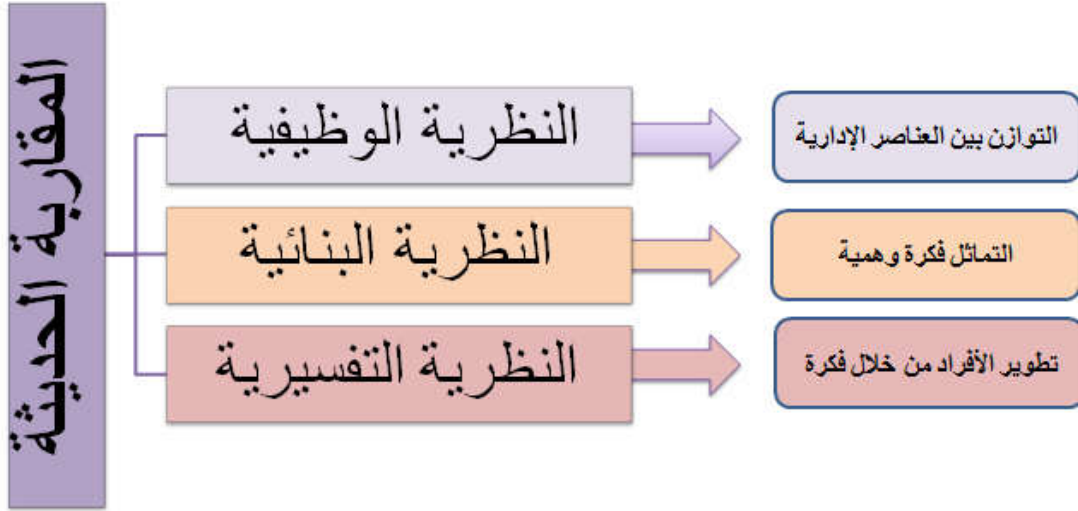 المقاربة الحديثة
النظرية الوظيفية
التوازن بين العناصر الإدارية
النظرية البنائية
التماثل فكرة وهمية
النظرية التفسيرية
تطوير الأفراد من خلال فكرة